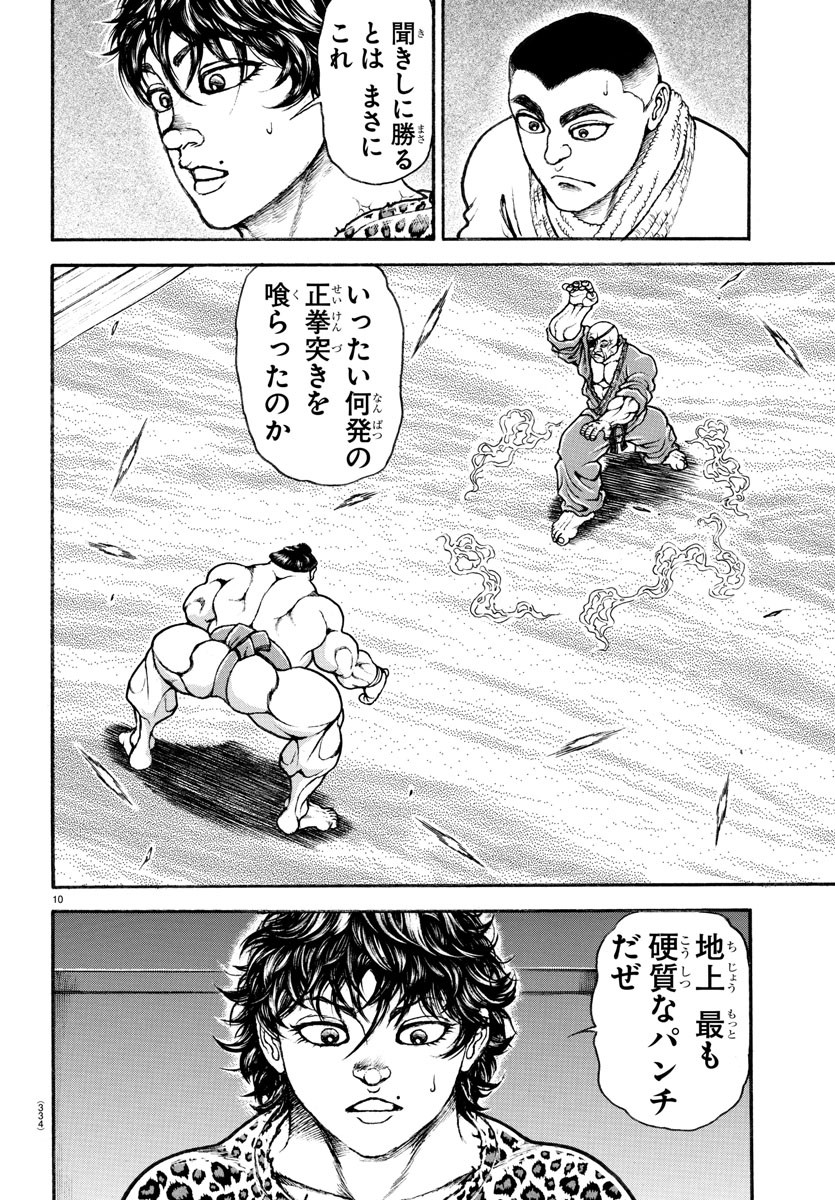 聞きしに勝る
とは まさに
これ
いったい何発の
正拳突きを
喰らったのか
10
地上 最も
硬質なパンチ
だぜ
(334)